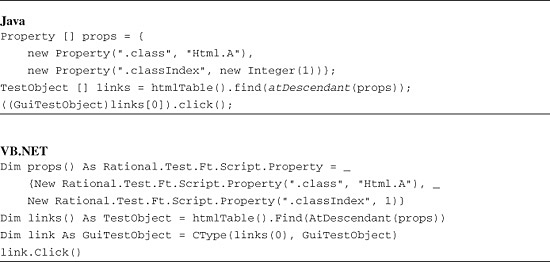 Java
Property [] props = {
new Property(".class", "Html.A"),
new Property(".classIndex", new Integer(1))};
TestObject [] links = htmlTable().find(atDescendant(props));
((GuiTestObject)links[0]).click();
VB.NET
Dim props() As Rational.Test.Ft.Script.Property = _
{New Rational.Test.Ft.Script.Property(".class", "Html.A"), _
New Rational.Test.Ft.Script.Property(".classIndex", 1)}
Dim links() As TestObject = htmlTable().Find(AtDescendant(props))
Dim link As GuiTestObject = CType(links(0), GuiTestObject)
link.Click()